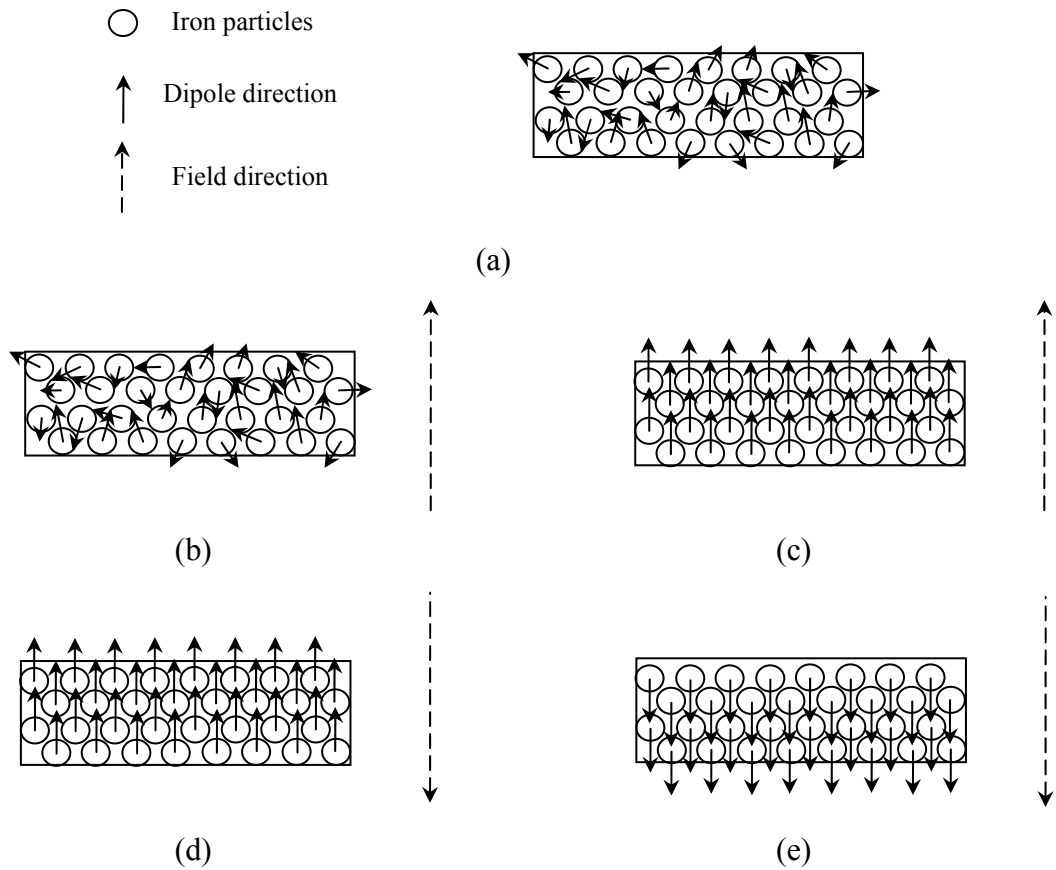 Iron particles
Dipole direction
Field direction
(a)
(b)
(c)
(d)
(e)